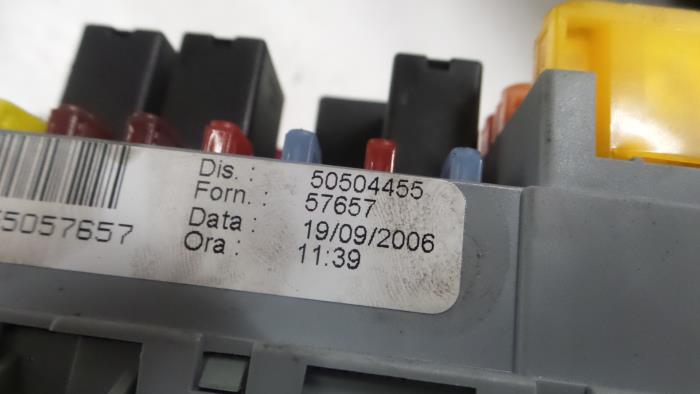 Dis. : 50504455
Forn. : 57657
Data : 19/09/2006
Ora : 11:39
5057657